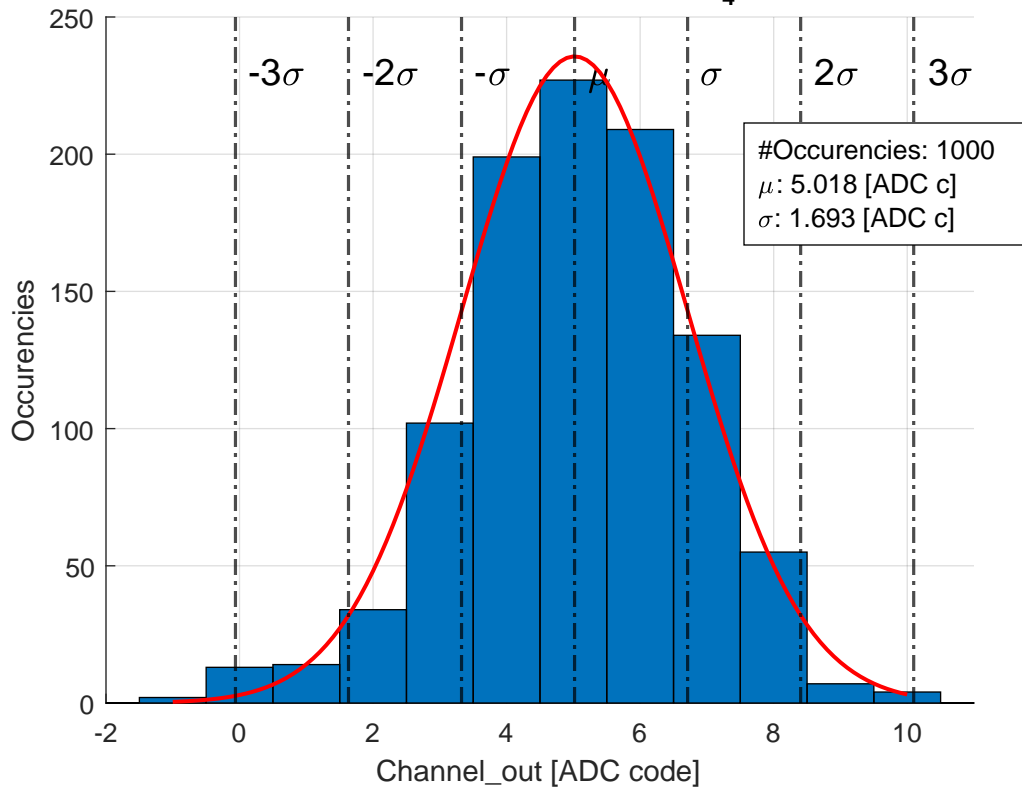 4
250
-3σ -2σ -σ μ σ 2σ 3σ
#Occurencies: 1000
μ: 5.018 [ADC c]
σ: 1.693 [ADC c]
200
150
100
50
0
Occurencies
-2 0 2 4 6 8 10
Channel_out [ADC code]